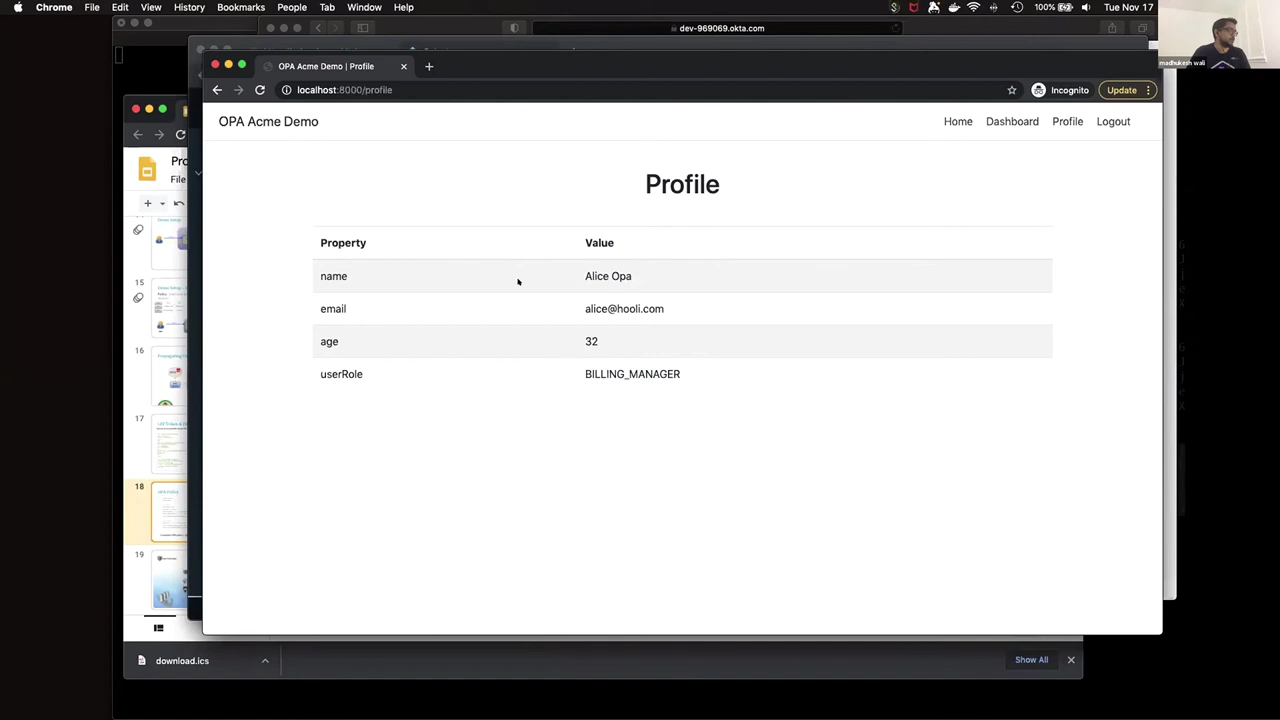 Chrome File Edit View History Bookmarks People Tab Window Help
100% Tue Nov 17
dev-969069.okta.com
madhukesh wali
OPA Acme Demo | Profile
localhost:8000/profile
Incognito
Update
OPA Acme Demo
Home Dashboard Profile Logout
Profile
Property Value
name Alice Opa
email alice@hooli.com
age 32
userRole BILLING_MANAGER
File
15
16
17
18
19
download.ics
Show All